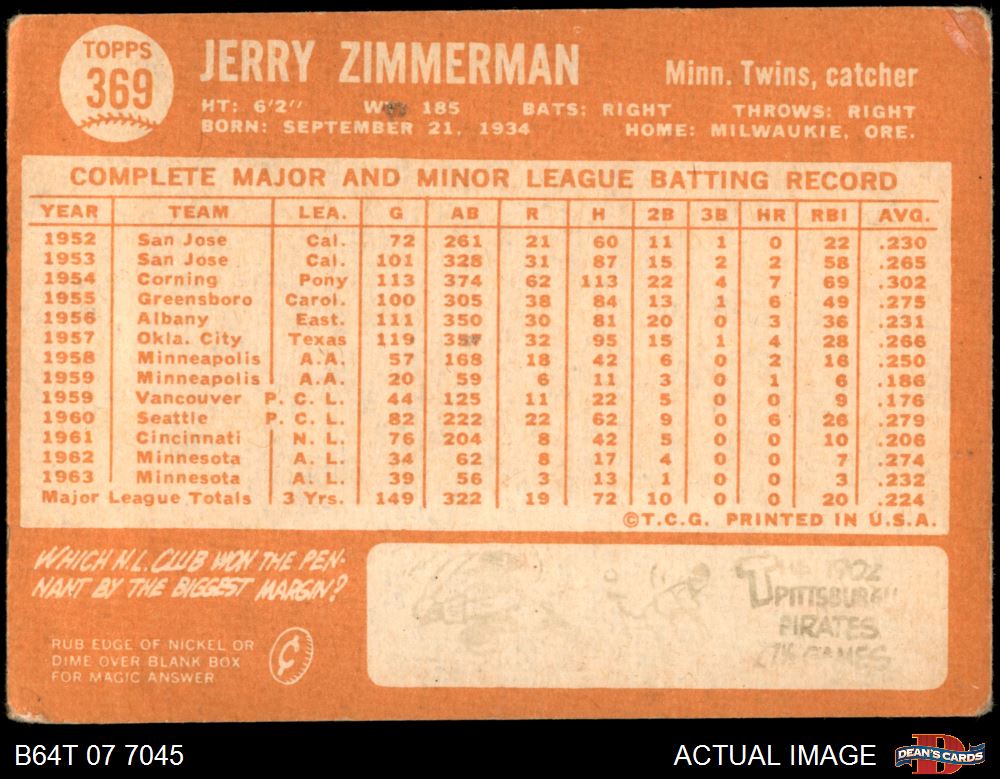 TOPPS
369
JERRY ZIMMERMAN
Minn. Twins, catcher
HT: 6'2" 185 BATS: RIGHT THROWS: RIGHT
BORN: SEPTEMBER 21, 1934 HOME: MILWAUKIE, ORE.
COMPLETE MAJOR AND MINOR LEAGUE BATTING RECORD
YEAR TEAM LEA. G AB R H 2B 3B HR RBI AVG.
1952 San Jose Cal. 72 261 21 60 11 1 0 22 .230
1953 San Jose Cal. 101 328 31 87 15 2 2 58 .265
1954 Corning Pony 113 374 62 113 22 4 7 69 .302
1955 Greensboro Carol. 100 305 38 84 13 1 6 49 .275
1956 Albany East. 111 350 30 81 20 0 3 36 .231
1957 Okla. City Texas 119 357 32 95 15 1 4 28 .266
1958 Minneapolis A.A. 57 168 18 42 6 0 2 16 .250
1959 Minneapolis A.A. 20 59 6 11 3 0 1 6 .186
1959 Vancouver P. C. L. 44 125 11 22 5 0 0 9 .176
1960 Seattle P. C. L. 82 222 22 62 9 0 6 26 .279
1961 Cincinnati N. L. 76 204 8 42 5 0 0 10 .206
1962 Minnesota A. L. 34 62 8 17 4 0 0 7 .274
1963 Minnesota A. L. 39 56 3 13 1 0 0 3 .232
Major League Totals 3 Yrs. 149 322 19 72 10 0 0 20 .224
©T.C.G. PRINTED IN U.S.A.
WHICH N.L. CLUB WON THE PEN-
NANT BY THE BIGGEST MARGIN?
RUB EDGE OF NICKEL OR
DIME OVER BLANK BOX
FOR MAGIC ANSWER
¢
THE 1902
PITTSBURGH
PIRATES
GAMES
B64T 07 7045
ACTUAL IMAGE
DEAN'S CARDS